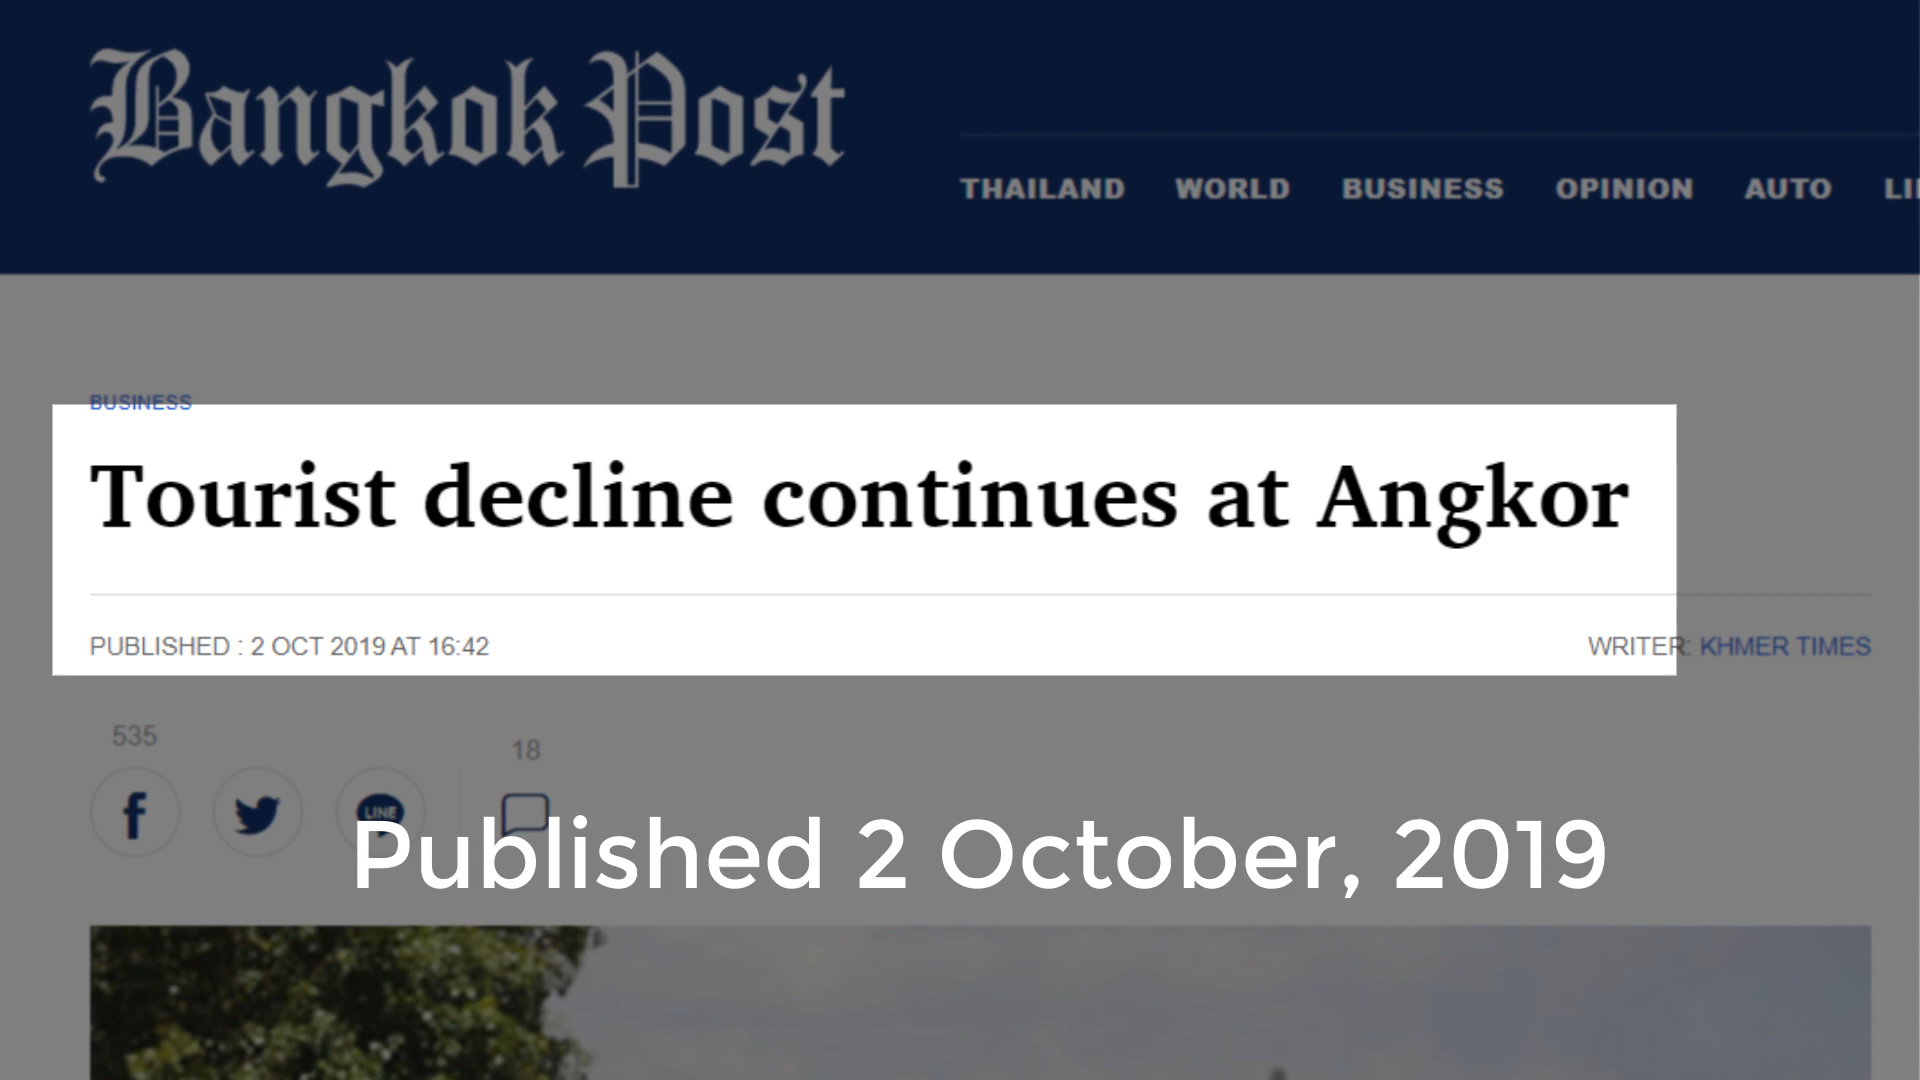 Bangkok Post
THAILAND WORLD BUSINESS OPINION AUTO
BUSINESS
Tourist decline continues at Angkor
PUBLISHED : 2 OCT 2019 AT 16:42
WRITER: KHMER TIMES
535
18
LINE
Published 2 October, 2019